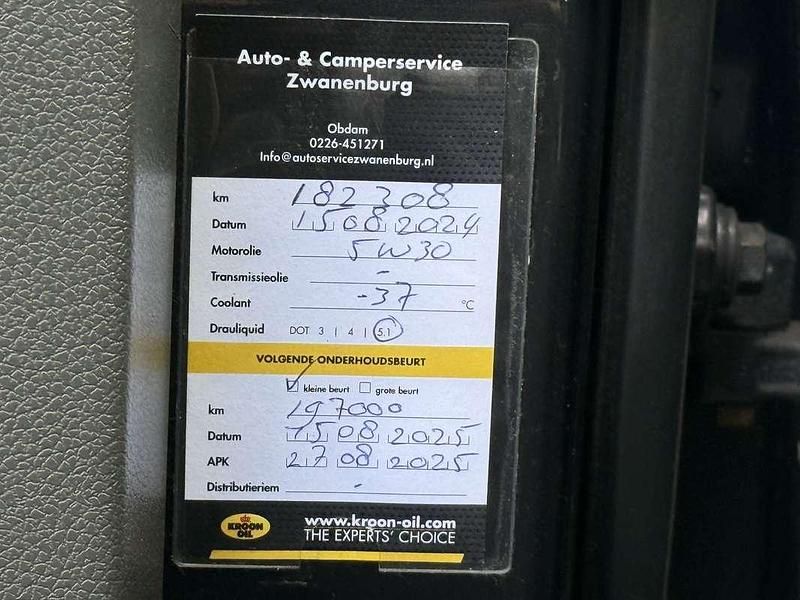 Auto- & Camperservice
Zwanenburg
Obdam
0226-451271
Info@autoservicezwanenburg.nl
km 182308
Datum 15 08 2024
Motorolie 5W30
Transmissieolie -
Coolant -37 °C
Drauliquid DOT 3 | 4 | 5.1
VOLGENDE ONDERHOUDSBEURT
kleine beurt grote beurt
km 197000
Datum 15 08 2025
APK 27 08 2025
Distributieriem -
KROON OIL www.kroon-oil.com
THE EXPERTS' CHOICE